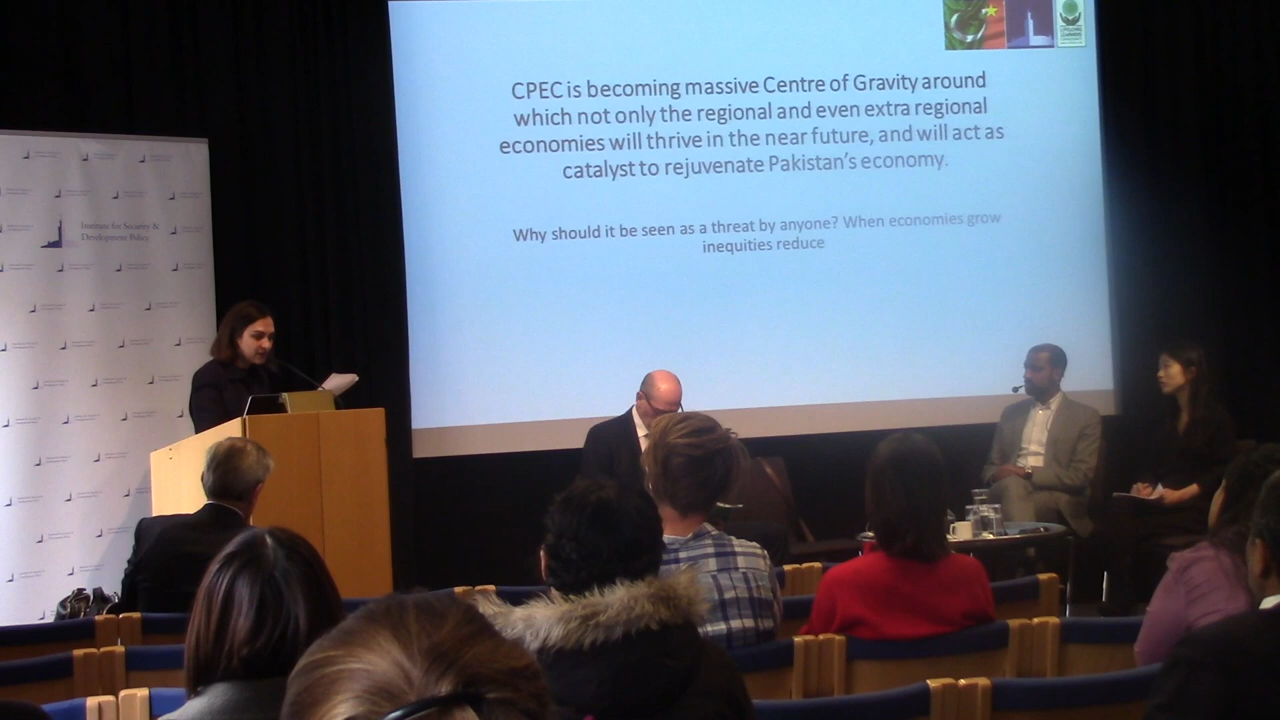 CPEC is becoming massive Centre of Gravity around
which not only the regional and even extra regional
economies will thrive in the near future, and will act as
catalyst to rejuvenate Pakistan's economy.
Why should it be seen as a threat by anyone? When economies grow
inequities reduce
Institute for Security &
Development Policy